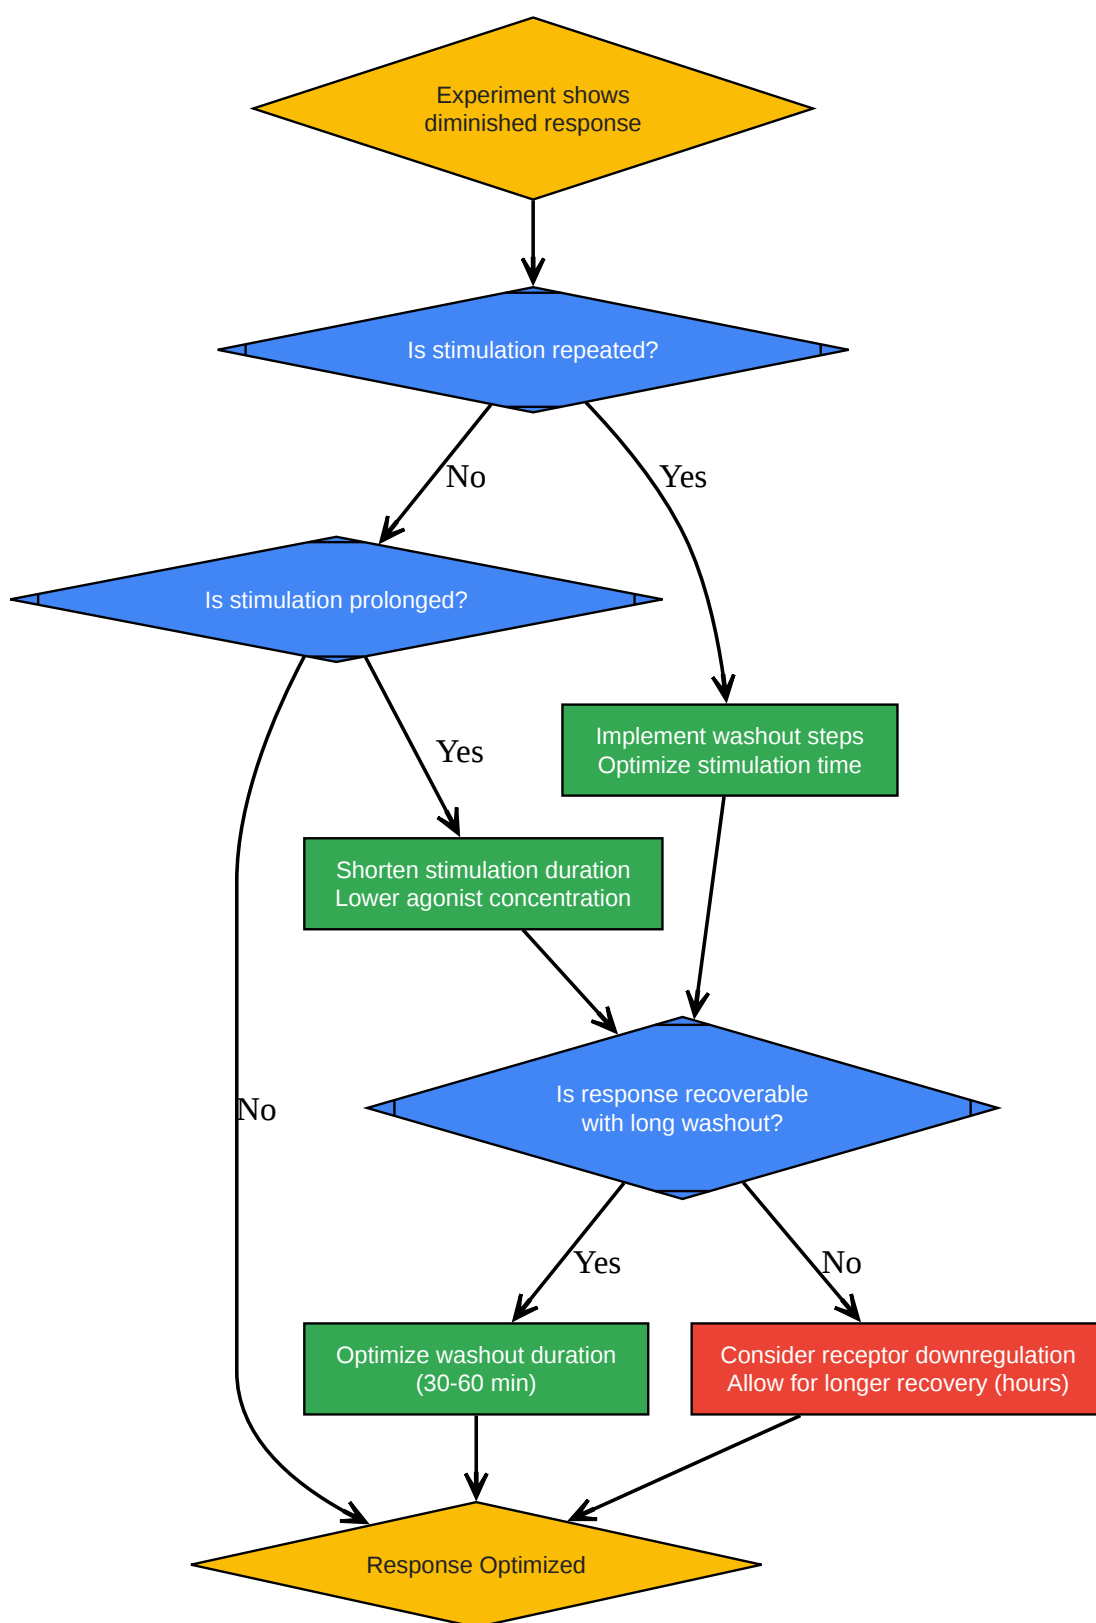 Experiment shows
diminished response
Is stimulation repeated?
No
Yes
Is stimulation prolonged?
Implement washout steps
Optimize stimulation time
Yes
Shorten stimulation duration
Lower agonist concentration
Is response recoverable
with long washout?
No
Yes
No
Optimize washout duration
(30-60 min)
Consider receptor downregulation
Allow for longer recovery (hours)
Response Optimized